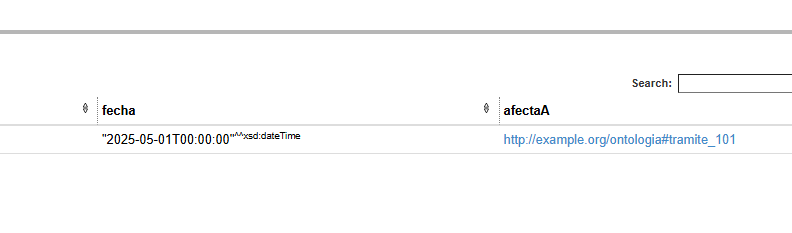 Search:
fecha afectaA
"2025-05-01T00:00:00"^^xsd:dateTime http://example.org/ontologia#tramite_101